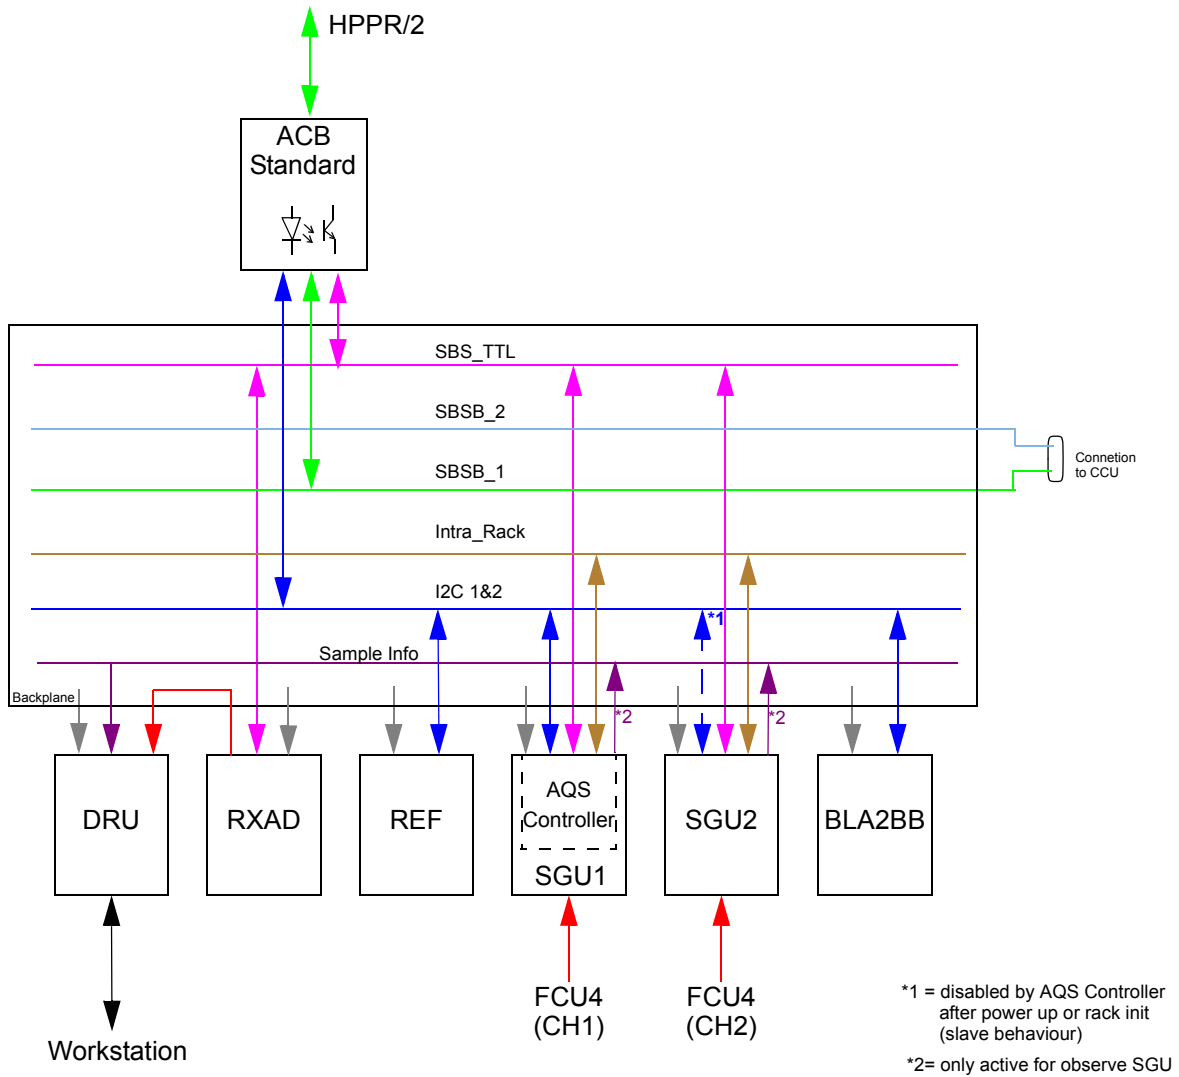 HPPR/2
ACB
Standard
SBS_TTL
SBSB_2
SBSB_1
Connetion
to CCU
Intra_Rack
I2C 1&2
*1
Sample Info
Backplane
*2
*2
DRU
RXAD
REF
AQS
Controller
SGU1
SGU2
BLA2BB
FCU4
(CH1)
FCU4
(CH2)
Workstation
*1 = disabled by AQS Controller
after power up or rack init
(slave behaviour)
*2= only active for observe SGU